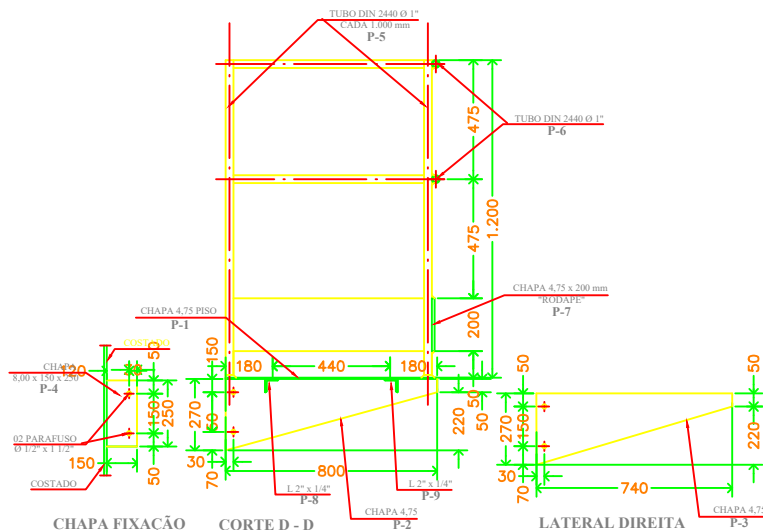 TUBO DIN 2440 Ø 1"
CADA 1.000 mm
P-5
475
TUBO DIN 2440 Ø 1"
P-6
1.200
475
CHAPA 4,75 x 200 mm
"RODAPE"
P-7
200
CHAPA 4,75 PISO
P-1
150
180
440
180
50
COSTADO
50
120
CHAPA
8,00 x 150 x 250
P-4
150
250
02 PARAFUSO
Ø 1/2" x 1 1/2"
150
50
COSTADO
270
50
30
70
800
220
50
L 2" x 1/4"
P-8
L 2" x 1/4"
P-9
CHAPA 4,75
P-2
50
50
270
150
220
30
70
740
CHAPA 4,75
P-3
CHAPA FIXAÇÃO
CORTE D - D
LATERAL DIREITA